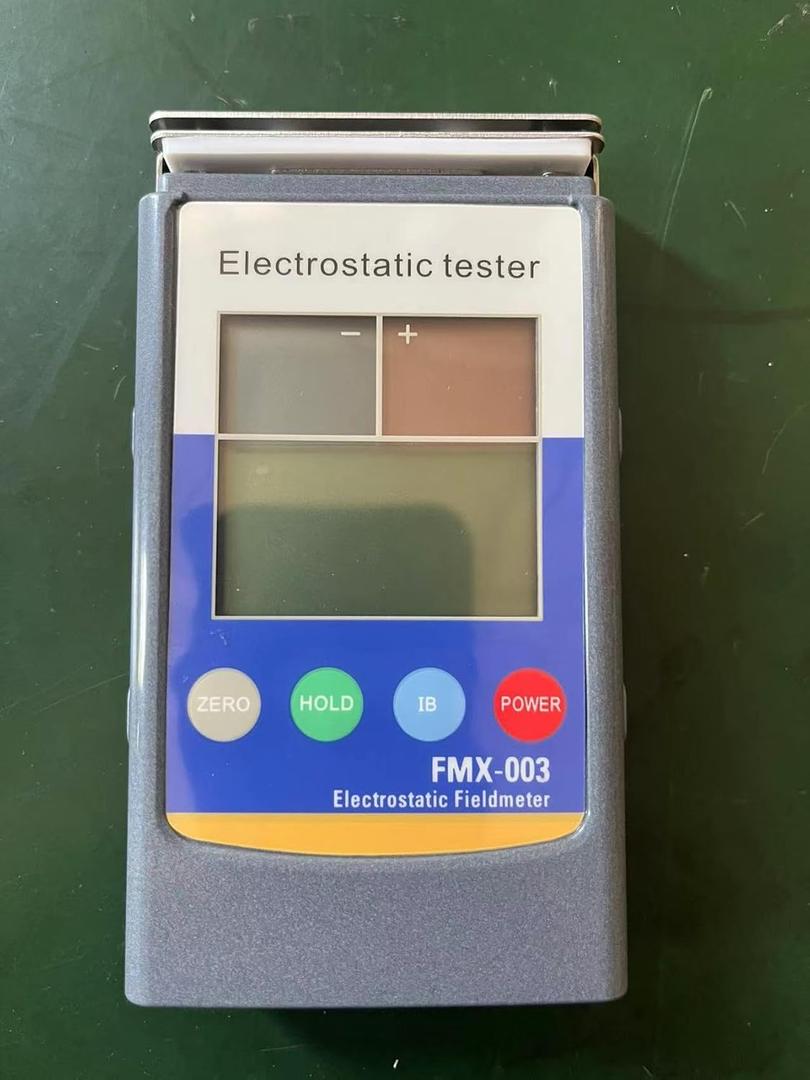 Electrostatic tester
− +
ZERO HOLD IB POWER
FMX-003
Electrostatic Fieldmeter